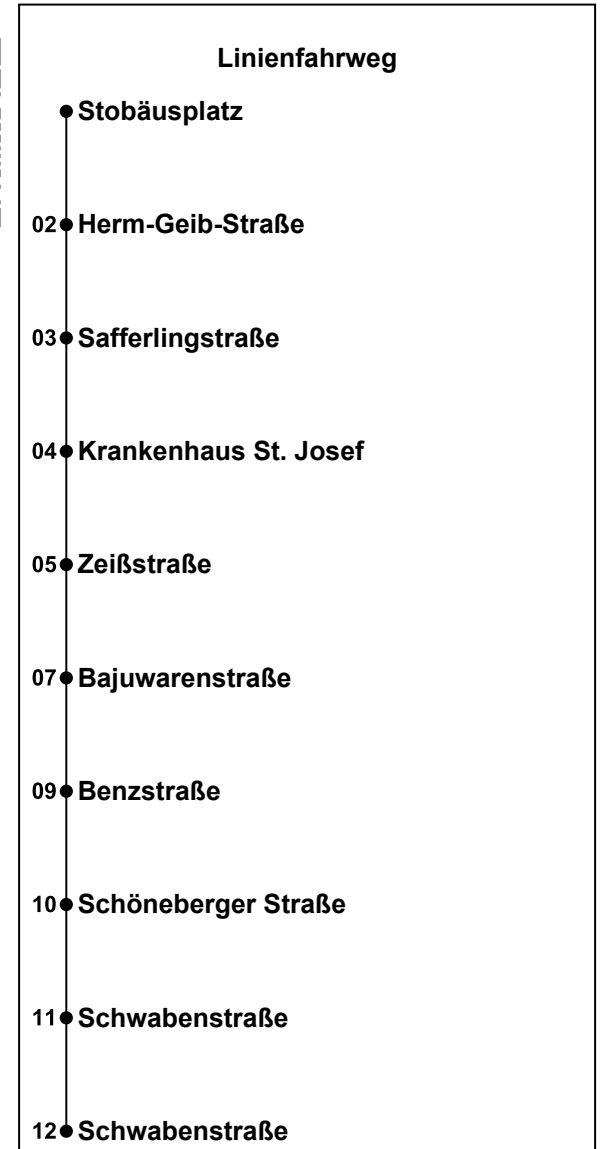 Linienfahrweg
Stobäusplatz
02 Herm-Geib-Straße
03 Safferlingstraße
04 Krankenhaus St. Josef
05 Zeißstraße
07 Bajuwarenstraße
09 Benzstraße
10 Schöneberger Straße
11 Schwabenstraße
12 Schwabenstraße